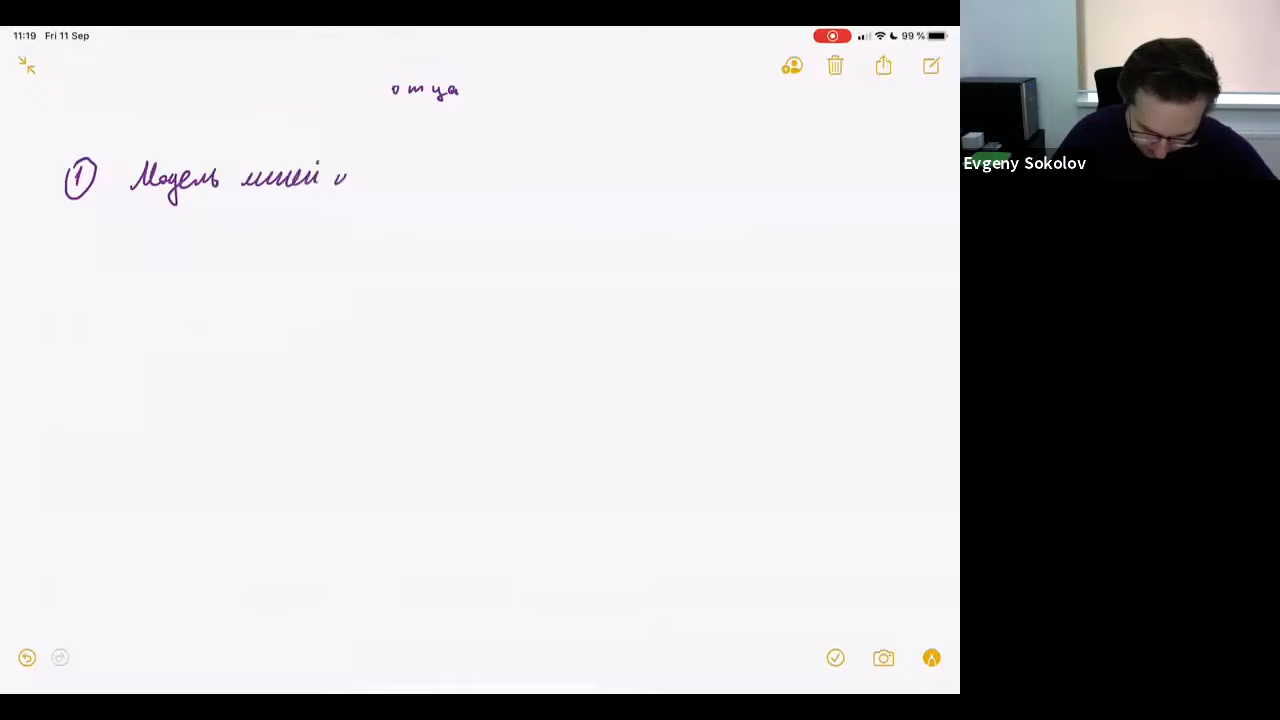 11:19 Fri 11 Sep
99 %
отца
1 Модель линей н
Evgeny Sokolov